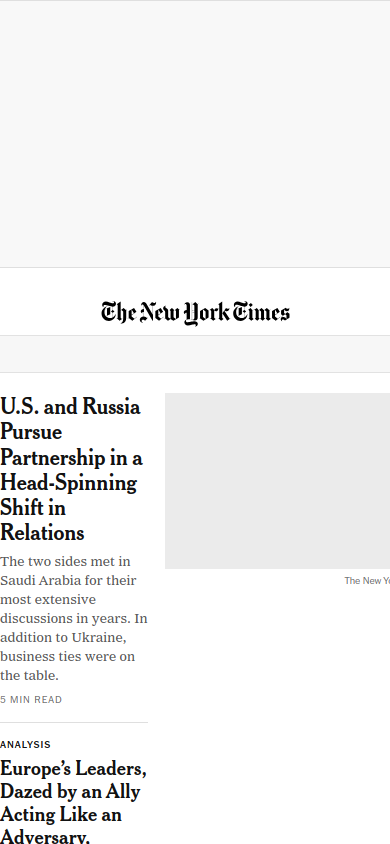 The New York Times
U.S. and Russia
Pursue
Partnership in a
Head-Spinning
Shift in
Relations
The two sides met in
Saudi Arabia for their
most extensive
discussions in years. In
addition to Ukraine,
business ties were on
the table.
5 MIN READ
The New Yo
ANALYSIS
Europe’s Leaders,
Dazed by an Ally
Acting Like an
Adversary,